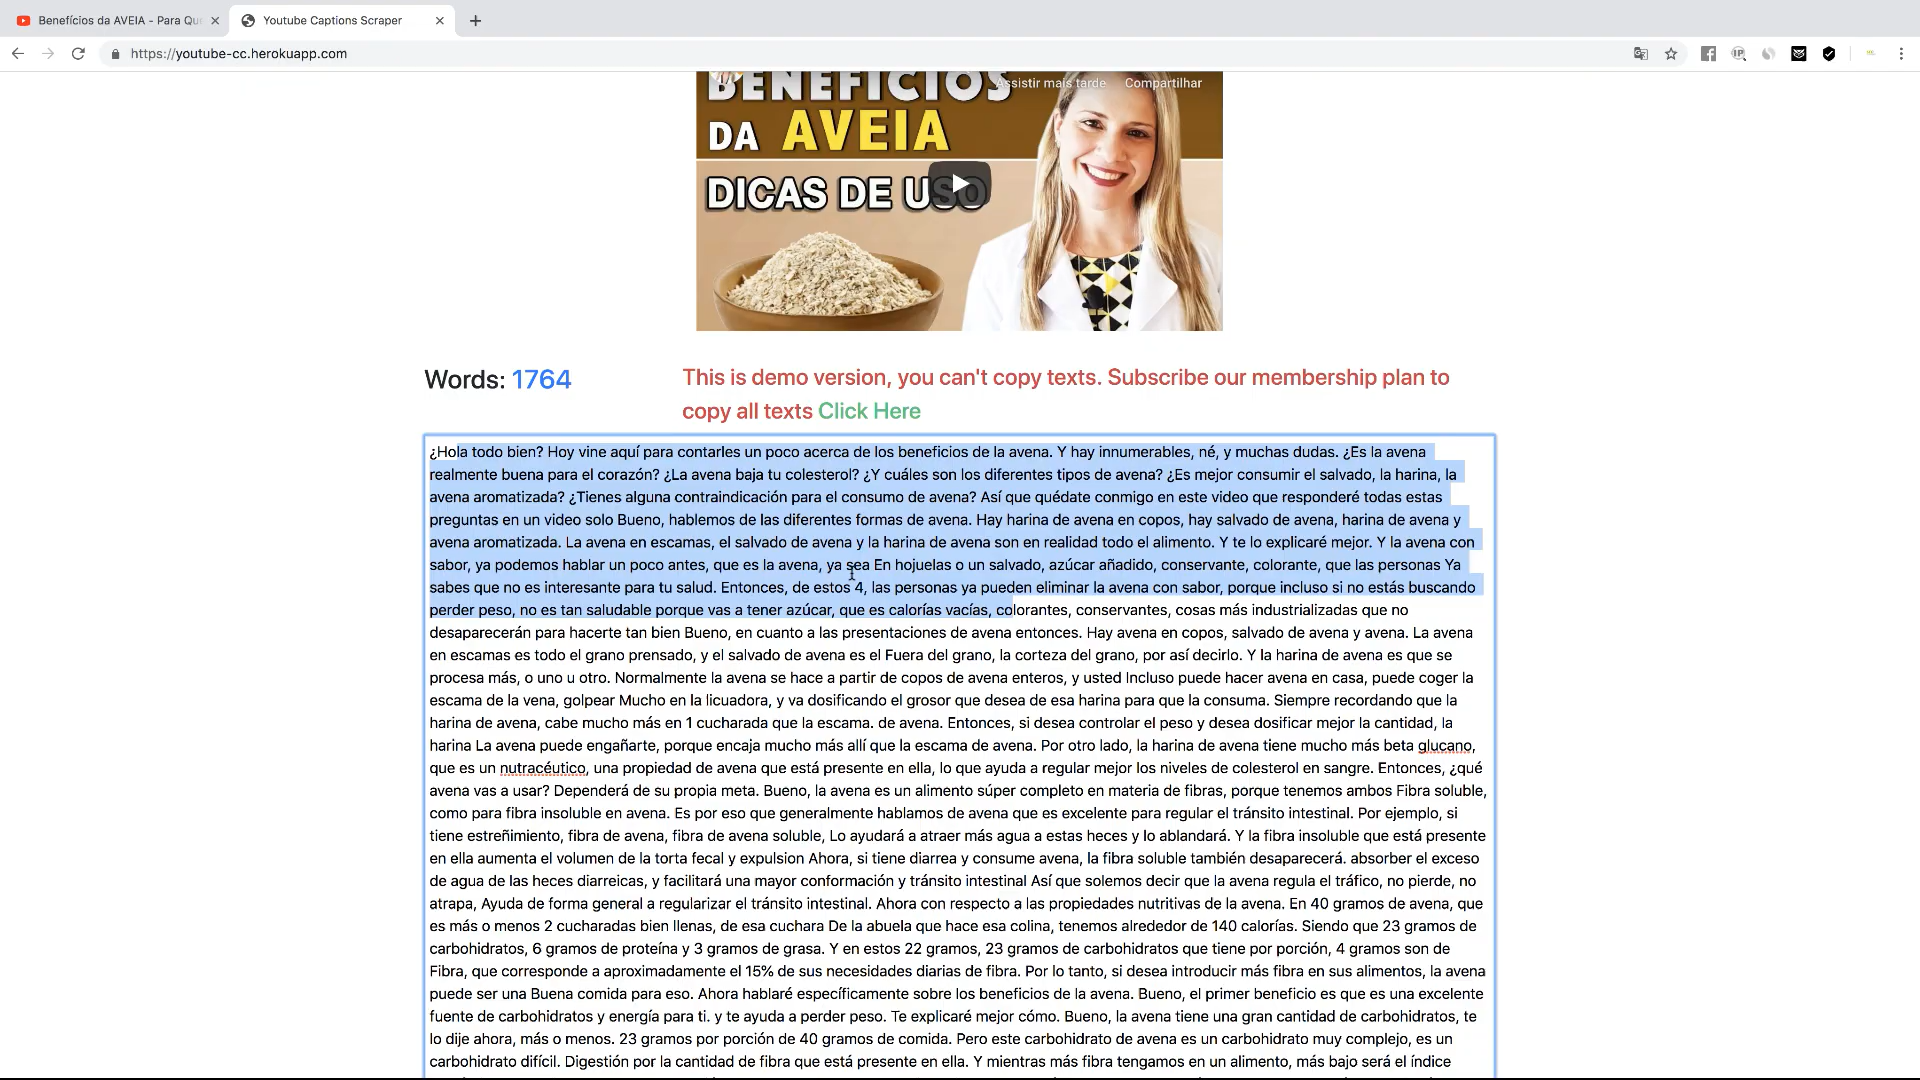 Benefícios da AVEIA - Para Qu
Youtube Captions Scraper
https://youtube-cc.herokuapp.com
BENEFÍCIOS
Assistir mais tarde
Compartilhar
DA AVEIA
DICAS DE USO
Words: 1764
This is demo version, you can't copy texts. Subscribe our membership plan to
copy all texts Click Here
¿Hola todo bien? Hoy vine aquí para contarles un poco acerca de los beneficios de la avena. Y hay innumerables, né, y muchas dudas. ¿Es la avena
realmente buena para el corazón? ¿La avena baja tu colesterol? ¿Y cuáles son los diferentes tipos de avena? ¿Es mejor consumir el salvado, la harina, la
avena aromatizada? ¿Tienes alguna contraindicación para el consumo de avena? Así que quédate conmigo en este video que responderé todas estas
preguntas en un video solo Bueno, hablemos de las diferentes formas de avena. Hay harina de avena en copos, hay salvado de avena, harina de avena y
avena aromatizada. La avena en escamas, el salvado de avena y la harina de avena son en realidad todo el alimento. Y te lo explicaré mejor. Y la avena con
sabor, ya podemos hablar un poco antes, que es la avena, ya sea En hojuelas o un salvado, azúcar añadido, conservante, colorante, que las personas Ya
sabes que no es interesante para tu salud. Entonces, de estos 4, las personas ya pueden eliminar la avena con sabor, porque incluso si no estás buscando
perder peso, no es tan saludable porque vas a tener azúcar, que es calorías vacías, colorantes, conservantes, cosas más industrializadas que no
desaparecerán para hacerte tan bien Bueno, en cuanto a las presentaciones de avena entonces. Hay avena en copos, salvado de avena y avena. La avena
en escamas es todo el grano prensado, y el salvado de avena es el Fuera del grano, la corteza del grano, por así decirlo. Y la harina de avena es que se
procesa más, o uno u otro. Normalmente la avena se hace a partir de copos de avena enteros, y usted Incluso puede hacer avena en casa, puede coger la
escama de la vena, golpear Mucho en la licuadora, y va dosificando el grosor que desea de esa harina para que la consuma. Siempre recordando que la
harina de avena, cabe mucho más en 1 cucharada que la escama. de avena. Entonces, si desea controlar el peso y desea dosificar mejor la cantidad, la
harina La avena puede engañarte, porque encaja mucho más allí que la escama de avena. Por otro lado, la harina de avena tiene mucho más beta glucano,
que es un nutracéutico, una propiedad de avena que está presente en ella, lo que ayuda a regular mejor los niveles de colesterol en sangre. Entonces, ¿qué
avena vas a usar? Dependerá de su propia meta. Bueno, la avena es un alimento súper completo en materia de fibras, porque tenemos ambos Fibra soluble,
como para fibra insoluble en avena. Es por eso que generalmente hablamos de avena que es excelente para regular el tránsito intestinal. Por ejemplo, si
tiene estreñimiento, fibra de avena, fibra de avena soluble, Lo ayudará a atraer más agua a estas heces y lo ablandará. Y la fibra insoluble que está presente
en ella aumenta el volumen de la torta fecal y expulsion Ahora, si tiene diarrea y consume avena, la fibra soluble también desaparecerá. absorber el exceso
de agua de las heces diarreicas, y facilitará una mayor conformación y tránsito intestinal Así que solemos decir que la avena regula el tráfico, no pierde, no
atrapa, Ayuda de forma general a regularizar el tránsito intestinal. Ahora con respecto a las propiedades nutritivas de la avena. En 40 gramos de avena, que
es más o menos 2 cucharadas bien llenas, de esa cuchara De la abuela que hace esa colina, tenemos alrededor de 140 calorías. Siendo que 23 gramos de
carbohidratos, 6 gramos de proteína y 3 gramos de grasa. Y en estos 22 gramos, 23 gramos de carbohidratos que tiene por porción, 4 gramos son de
Fibra, que corresponde a aproximadamente el 15% de sus necesidades diarias de fibra. Por lo tanto, si desea introducir más fibra en sus alimentos, la avena
puede ser una Buena comida para eso. Ahora hablaré específicamente sobre los beneficios de la avena. Bueno, el primer beneficio es que es una excelente
fuente de carbohidratos y energía para ti. y te ayuda a perder peso. Te explicaré mejor cómo. Bueno, la avena tiene una gran cantidad de carbohidratos, te
lo dije ahora, más o menos. 23 gramos por porción de 40 gramos de comida. Pero este carbohidrato de avena es un carbohidrato muy complejo, es un
carbohidrato difícil. Digestión por la cantidad de fibra que está presente en ella. Y mientras más fibra tengamos en un alimento, más bajo será el índice